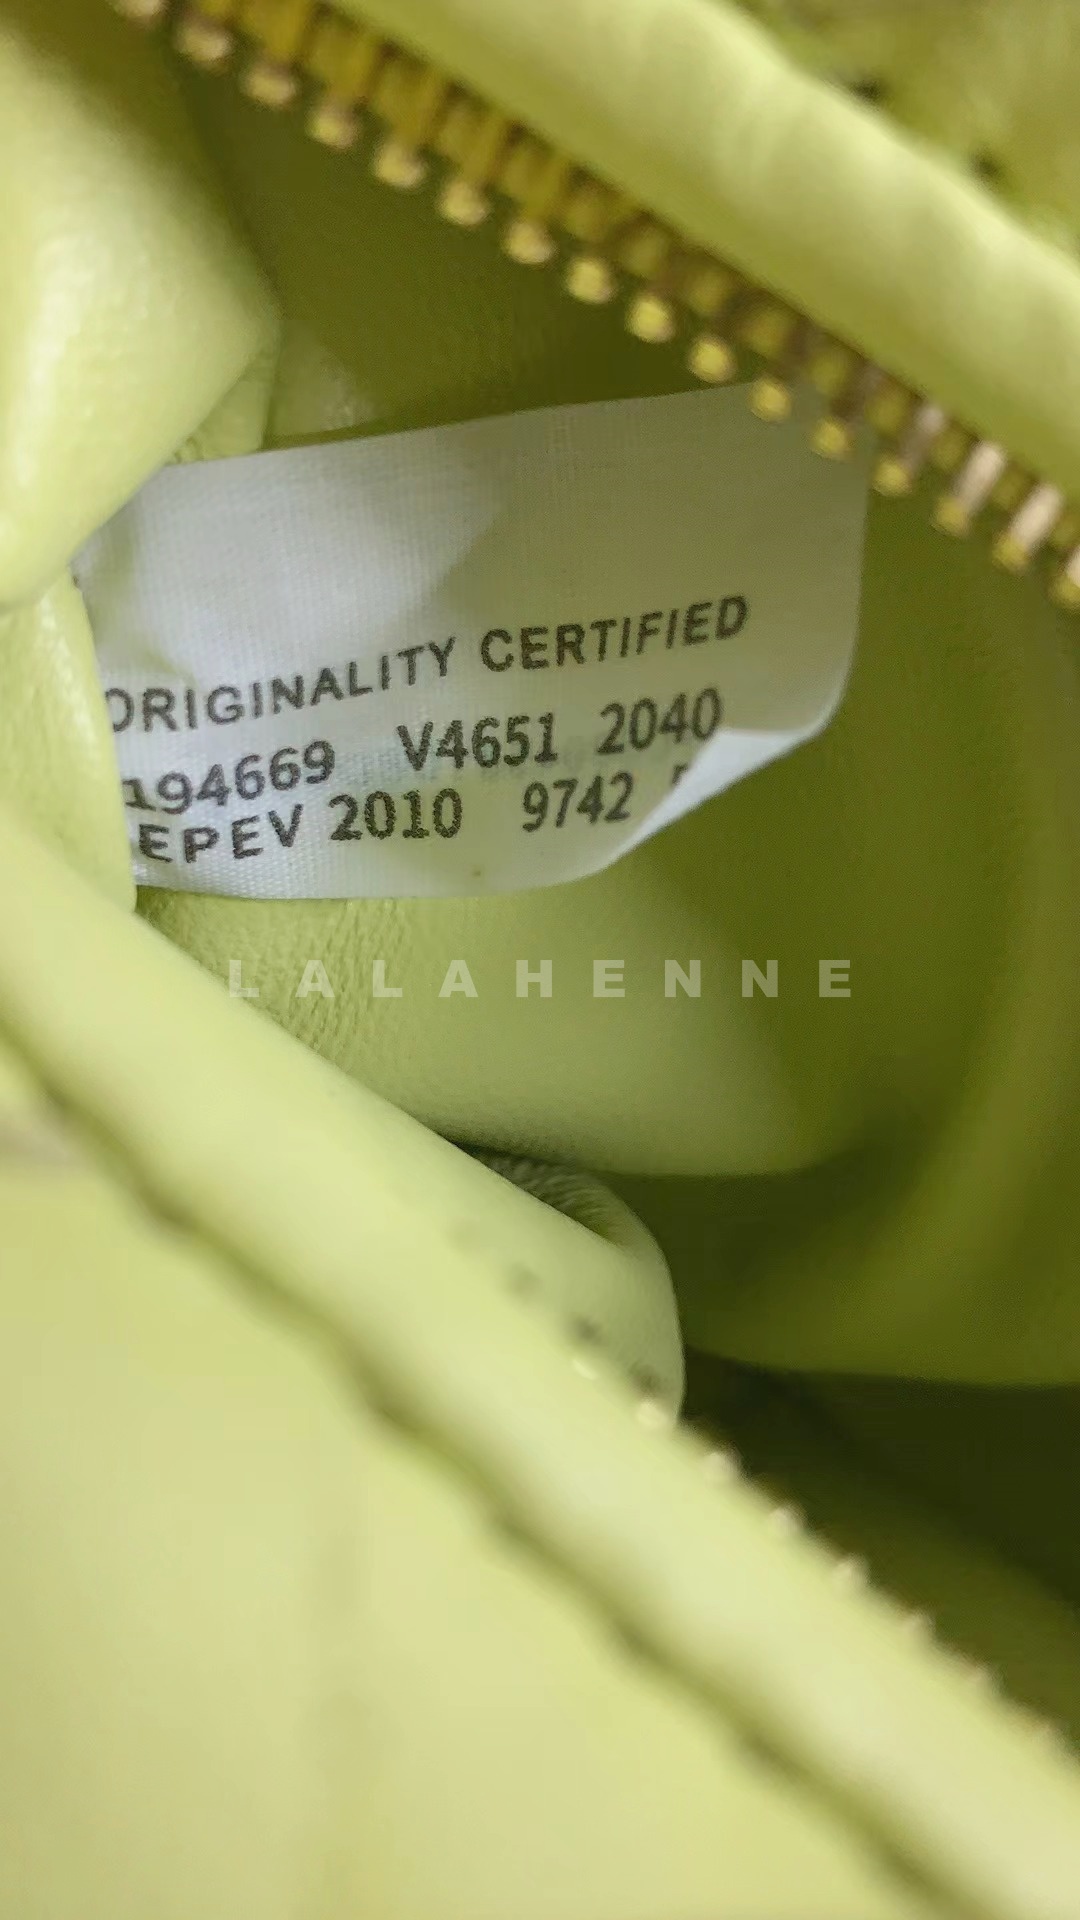 ORIGINALITY CERTIFIED
194669 V4651 2040
EPEV 2010 9742
LALAHENNE